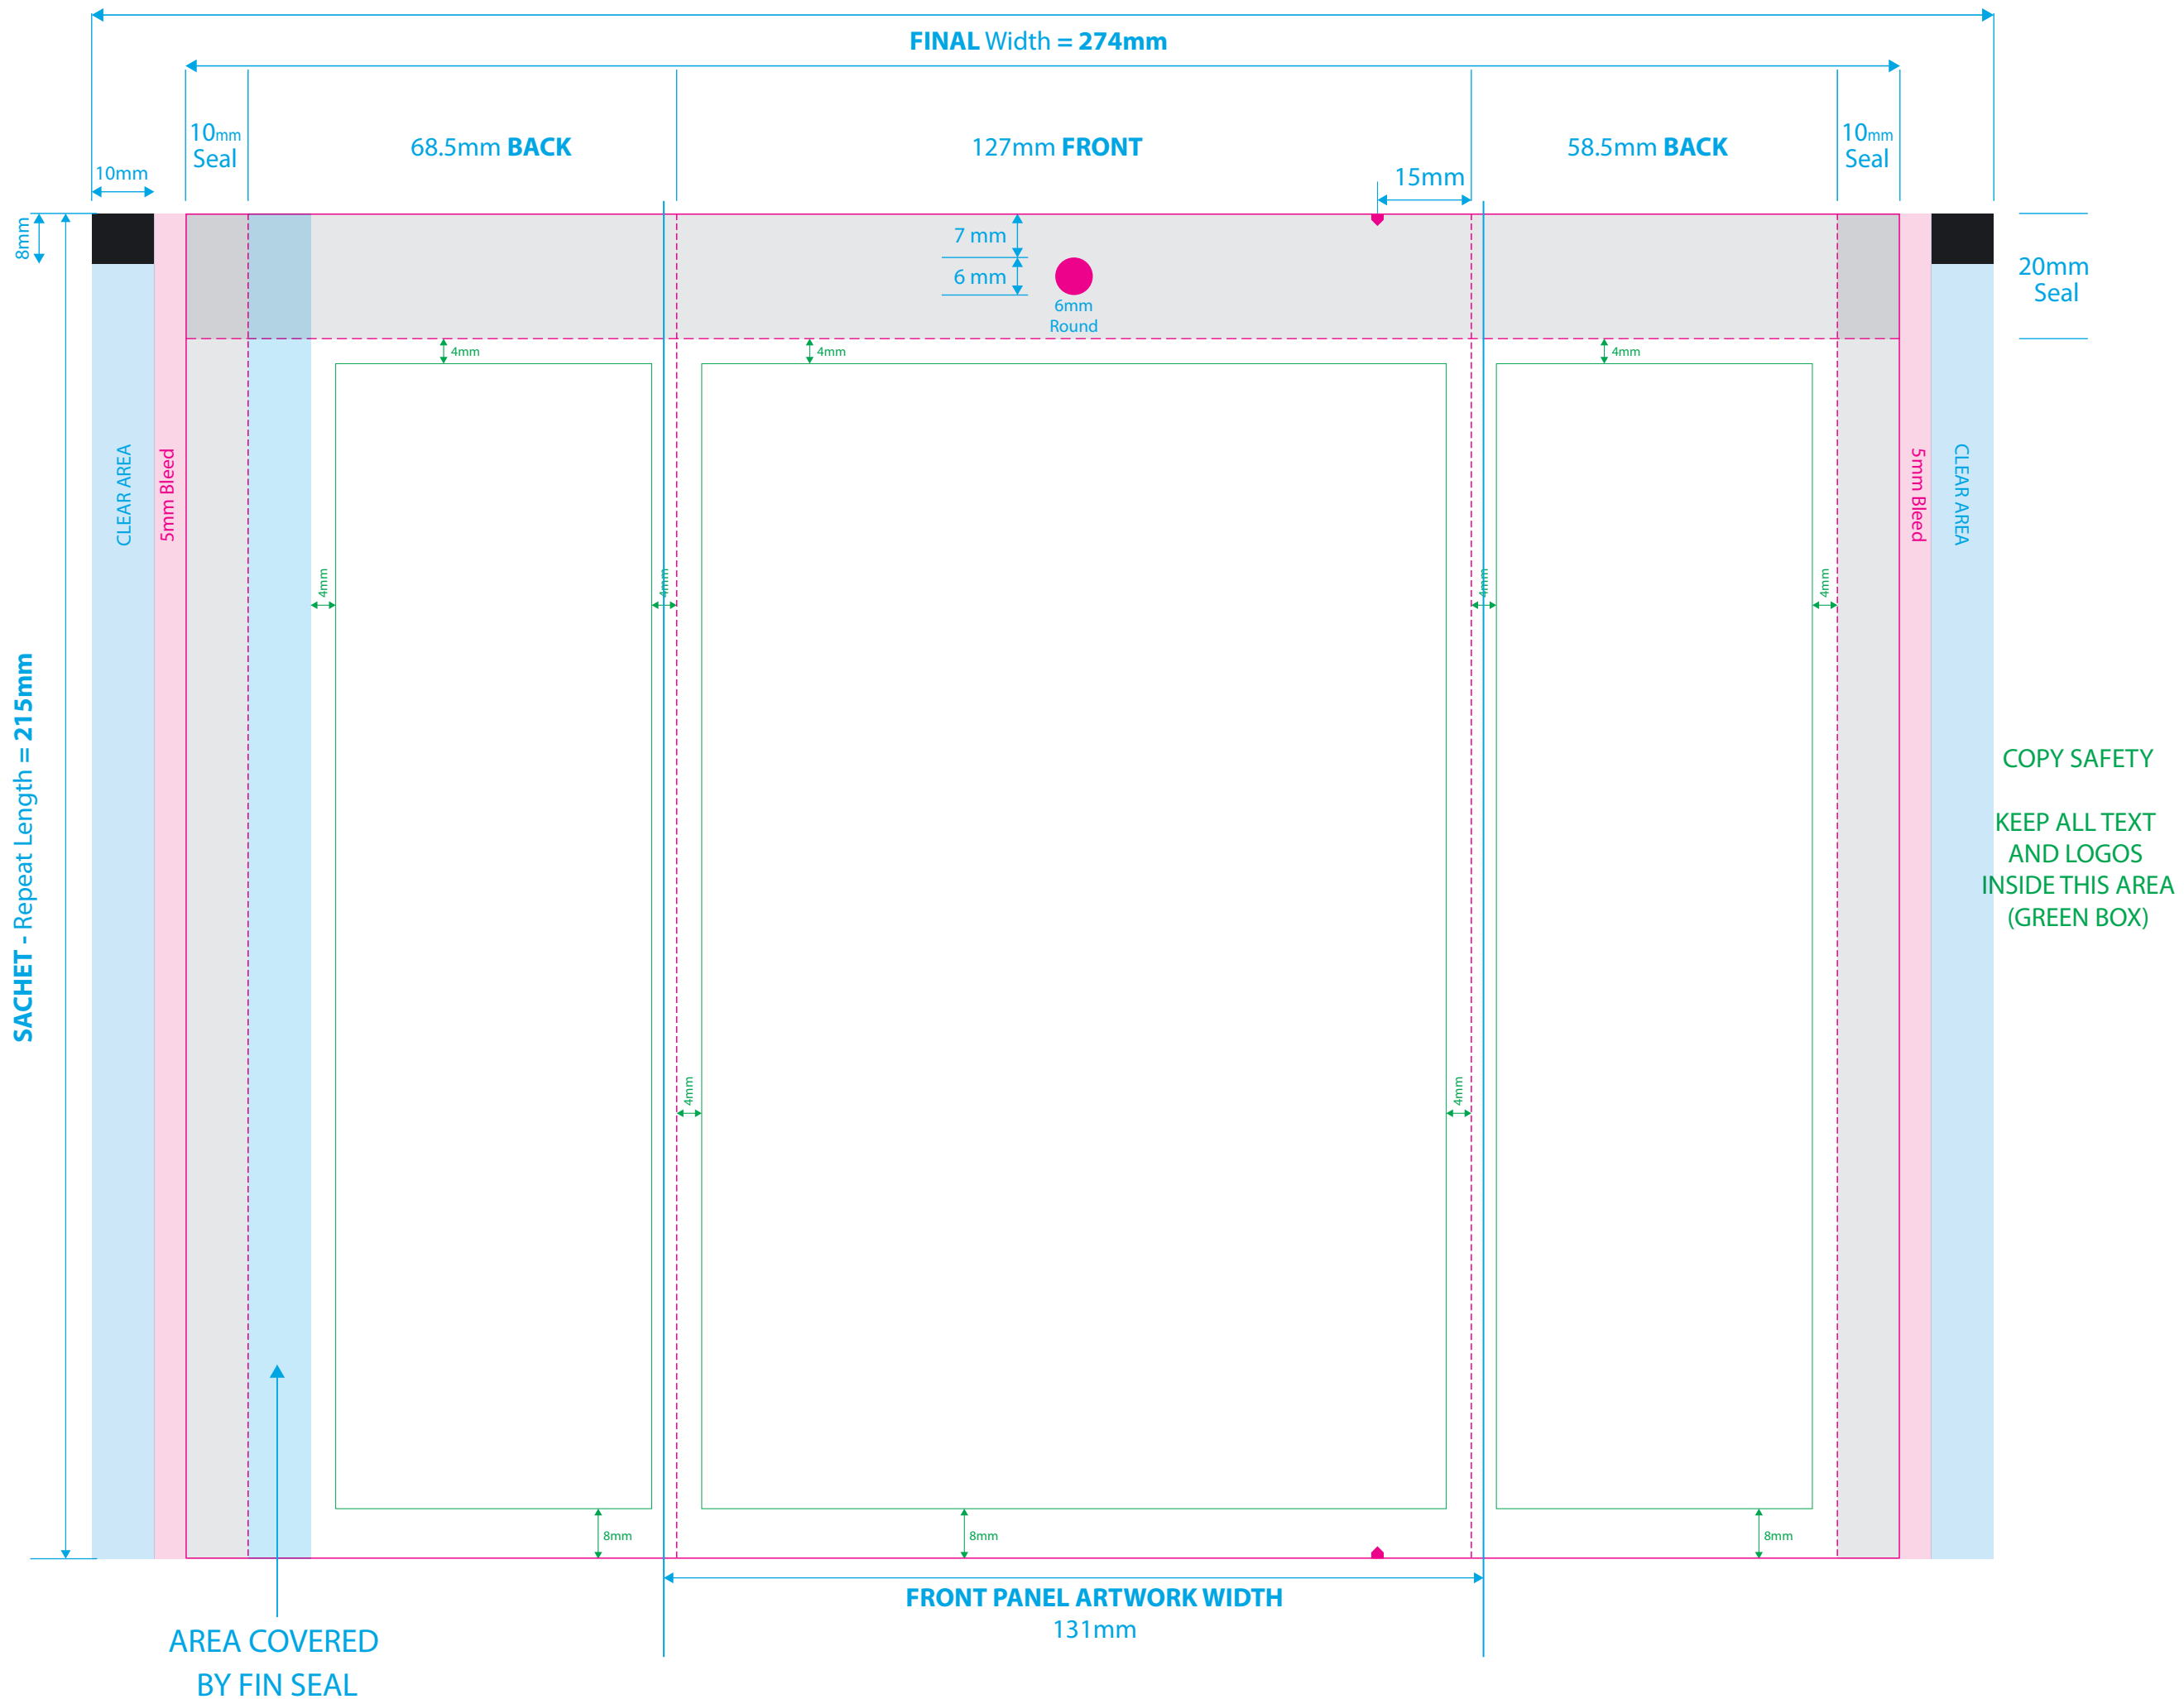 FINAL Width = 274mm
10mm
Seal
68.5mm BACK
127mm FRONT
58.5mm BACK
10mm
Seal
10mm
15mm
8mm
7 mm
6 mm
6mm
Round
20mm
Seal
4mm
4mm
4mm
CLEAR AREA
5mm Bleed
5mm Bleed
CLEAR AREA
4mm
4mm
4mm
4mm
SACHET - Repeat Length = 215mm
COPY SAFETY
KEEP ALL TEXT
AND LOGOS
INSIDE THIS AREA
(GREEN BOX)
4mm
4mm
8mm
8mm
8mm
FRONT PANEL ARTWORK WIDTH
131mm
AREA COVERED
BY FIN SEAL